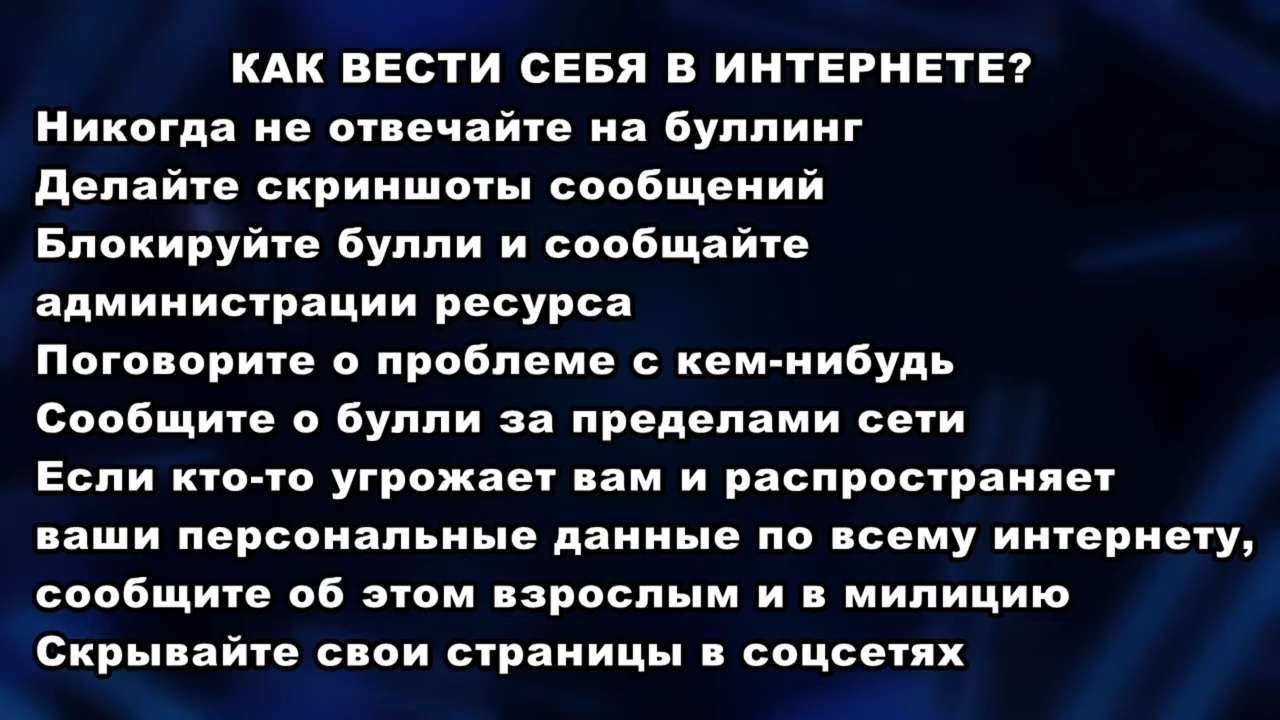 КАК ВЕСТИ СЕБЯ В ИНТЕРНЕТЕ?
Никогда не отвечайте на буллинг
Делайте скриншоты сообщений
Блокируйте булли и сообщайте
администрации ресурса
Поговорите о проблеме с кем-нибудь
Сообщите о булли за пределами сети
Если кто-то угрожает вам и распространяет
ваши персональные данные по всему интернету,
сообщите об этом взрослым и в милицию
Скрывайте свои страницы в соцсетях